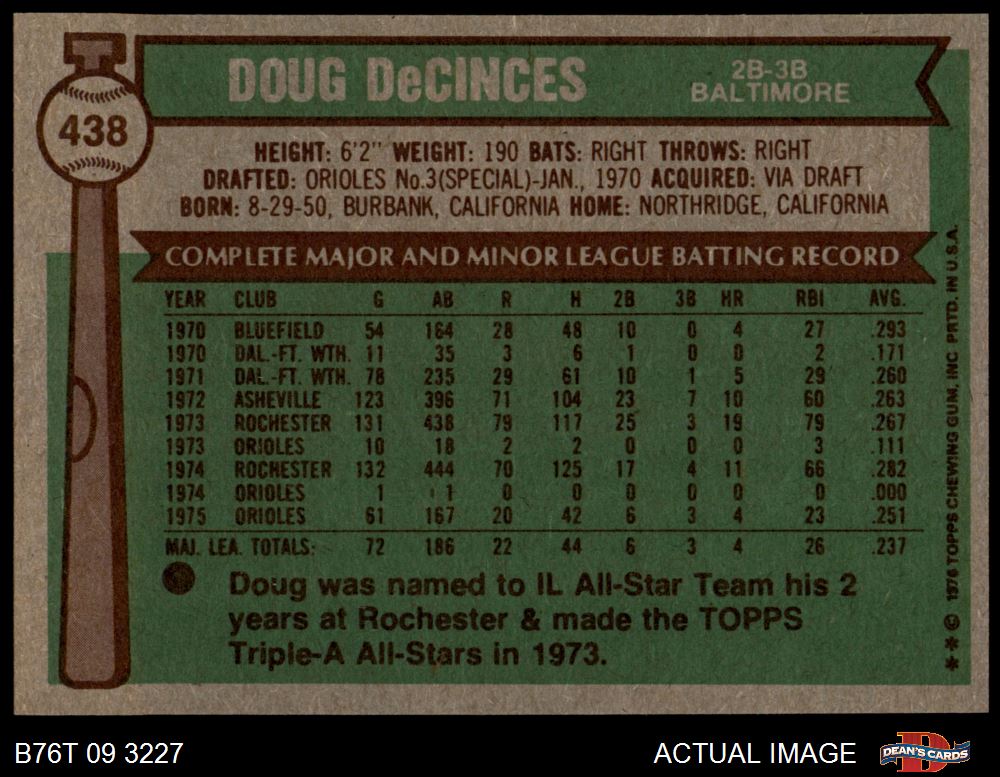 DOUG DeCINCES
2B-3B
BALTIMORE
438
HEIGHT: 6'2" WEIGHT: 190 BATS: RIGHT THROWS: RIGHT
DRAFTED: ORIOLES No.3(SPECIAL)-JAN., 1970 ACQUIRED: VIA DRAFT
BORN: 8-29-50, BURBANK, CALIFORNIA HOME: NORTHRIDGE, CALIFORNIA
COMPLETE MAJOR AND MINOR LEAGUE BATTING RECORD
YEAR CLUB G AB R H 2B 3B HR RBI AVG.
1970 BLUEFIELD 54 164 28 48 10 0 4 27 .293
1970 DAL.-FT. WTH. 11 35 3 6 1 0 0 2 .171
1971 DAL.-FT. WTH. 78 235 29 61 10 1 5 29 .260
1972 ASHEVILLE 123 396 71 104 23 7 10 60 .263
1973 ROCHESTER 131 438 79 117 25 3 19 79 .267
1973 ORIOLES 10 18 2 2 0 0 0 3 .111
1974 ROCHESTER 132 444 70 125 17 4 11 66 .282
1974 ORIOLES 1 1 0 0 0 0 0 0 .000
1975 ORIOLES 61 167 20 42 6 3 4 23 .251
MAJ. LEA. TOTALS: 72 186 22 44 6 3 4 26 .237
Doug was named to IL All-Star Team his 2
years at Rochester & made the TOPPS
Triple-A All-Stars in 1973.
** © 1976 TOPPS CHEWING GUM, INC PRTD. IN U.S.A.
B76T 09 3227
ACTUAL IMAGE
DEAN'S CARDS